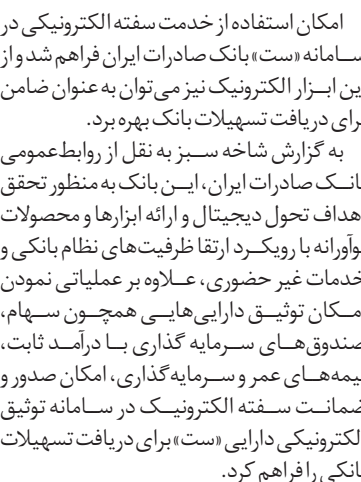 امکان استفاده از خدمت سفته الکترونیکی در
سامانه «ست» بانک صادرات ایران فراهم شد و از
این ابزار الکترونیک نیز می‌توان به عنوان ضامن
برای دریافت تسهیلات بانک بهره برد.
به گزارش شاخه سبز به نقل از روابط‌عمومی
بانک صادرات ایران، این بانک به منظور تحقق
اهداف تحول دیجیتال و ارائه ابزارها و محصولات
نوآورانه با رویکرد ارتقا ظرفیت‌های نظام بانکی و
خدمات غیر حضوری، علاوه بر عملیاتی نمودن
امکان توثیق دارایی‌هایی همچون سهام،
صندوق‌های سرمایه گذاری با درآمد ثابت،
بیمه‌های عمر و سرمایه‌گذاری، امکان صدور و
ضمانت سفته الکترونیک در سامانه توثیق
الکترونیکی دارایی «ست» برای دریافت تسهیلات
بانکی را فراهم کرد.